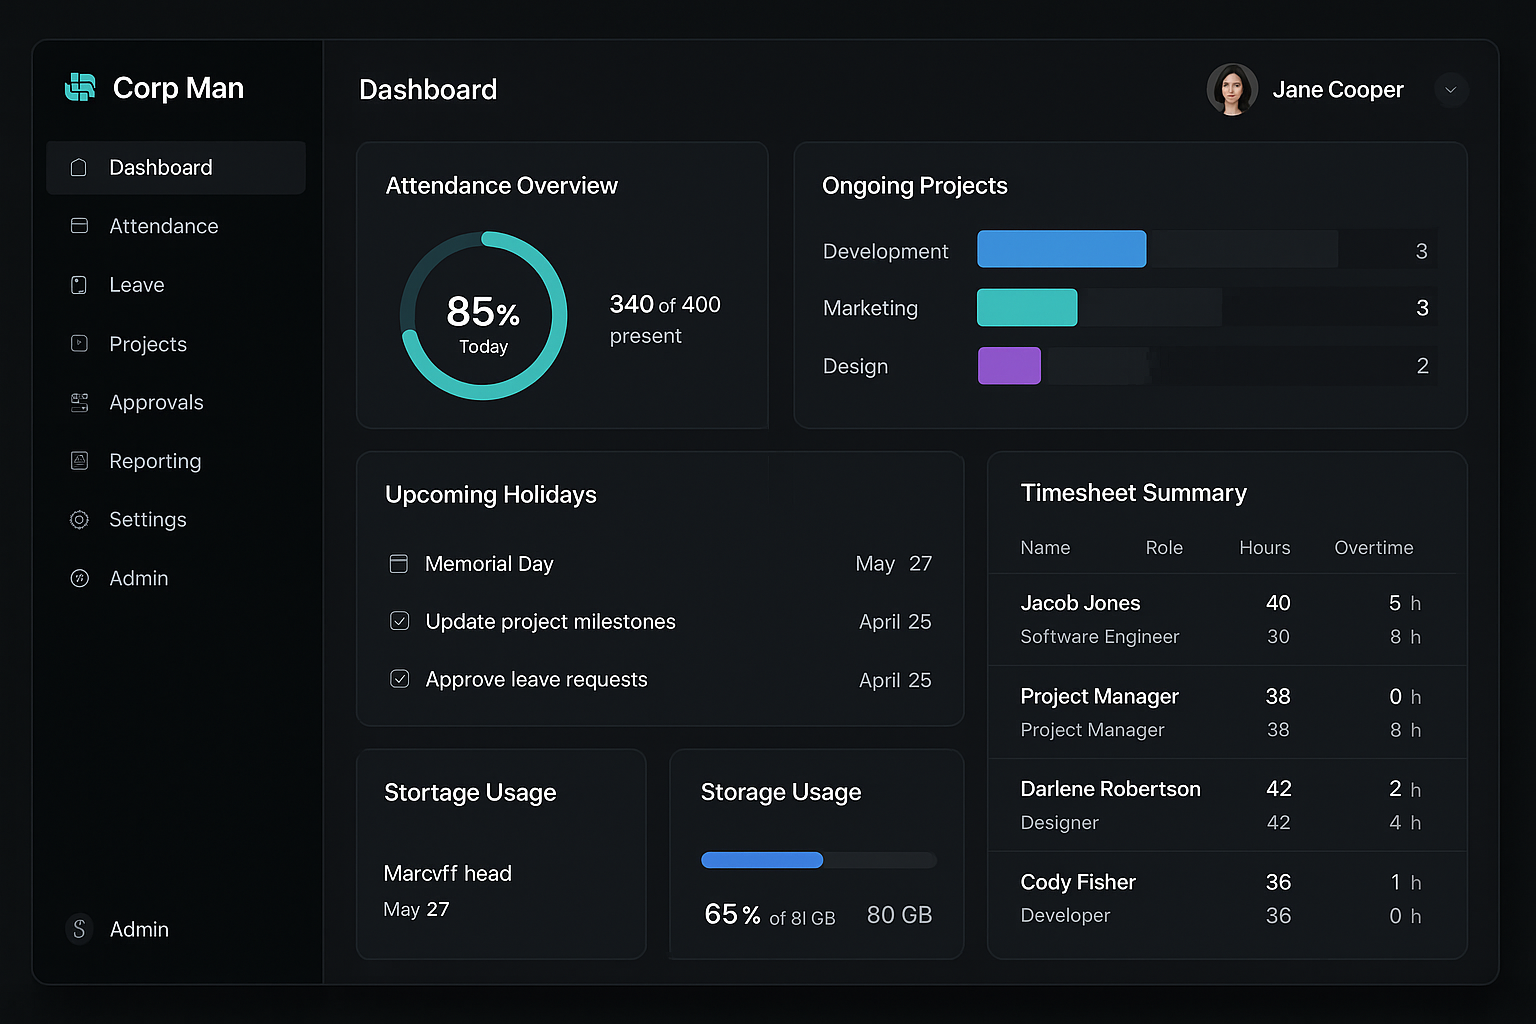 Corp Man
Dashboard
Attendance
Leave
Projects
Approvals
Reporting
Settings
Admin
Admin
Dashboard
Jane Cooper
Attendance Overview
85%
Today
340 of 400
present
Ongoing Projects
Development 3
Marketing 3
Design 2
Upcoming Holidays
Memorial Day May 27
Update project milestones April 25
Approve leave requests April 25
Stortage Usage
Marcvff head
May 27
Storage Usage
65% of 8l GB 80 GB
Timesheet Summary
Name Role Hours Overtime
Jacob Jones 40 5 h
Software Engineer 30 8 h
Project Manager 38 0 h
Project Manager 38 8 h
Darlene Robertson 42 2 h
Designer 42 4 h
Cody Fisher 36 1 h
Developer 36 0 h